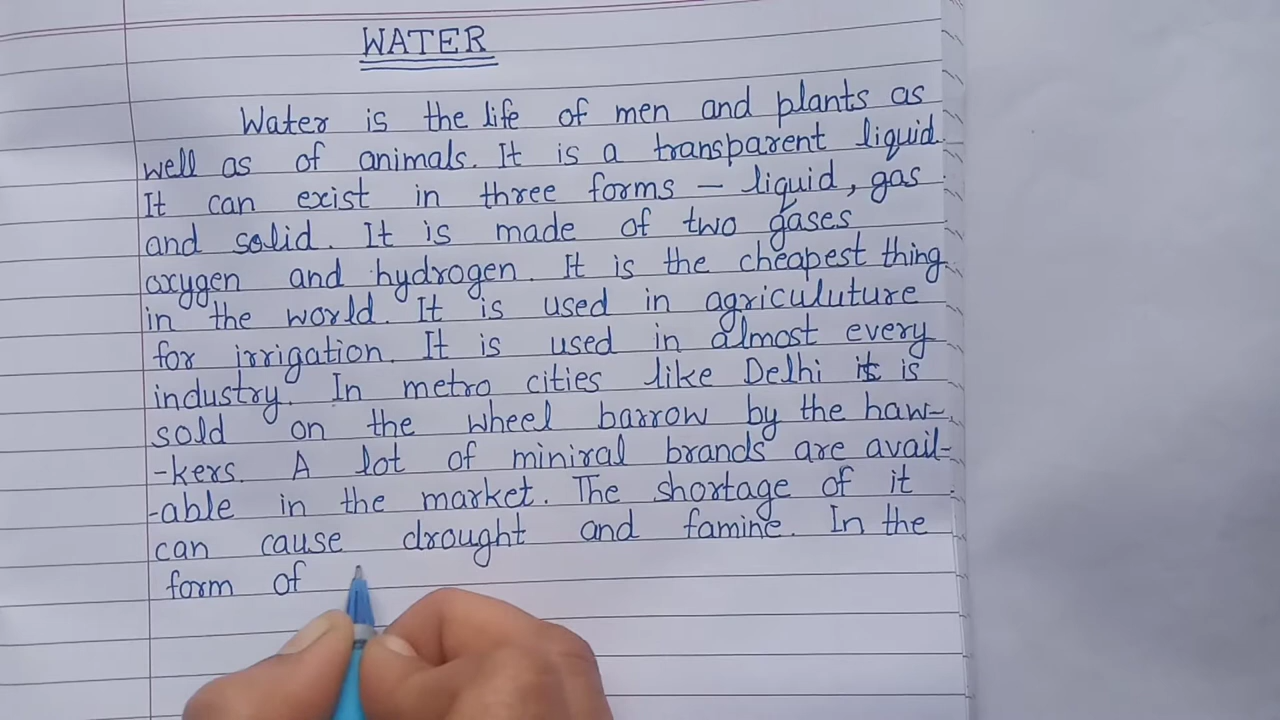 WATER
Water is the life of men and plants as
well as of animals. It is a transparent liquid
It can exist in three forms - liquid, gas
and solid. It is made of two gases
oxygen and hydrogen. It is the cheapest thing
in the world. It is used in agriculuture
for irrigation. It is used in almost every
industry. In metro cities like Delhi it is
sold on the wheel barrow by the haw-
-kers. A lot of miniral brands are avail-
-able in the market. The shortage of it
can cause drought and famine. In the
form of